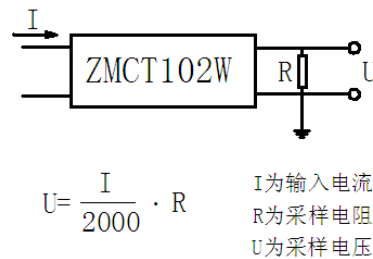 I
ZMCT102W
R
U
U= I/2000 · R
I为输入电流
R为采样电阻
U为采样电压